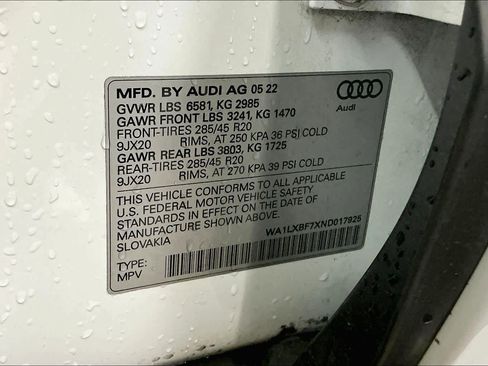 MFD. BY AUDI AG 05 22
GVWR LBS 6581, KG 2985
GAWR FRONT LBS 3241, KG 1470
FRONT-TIRES 285/45 R20
9JX20 RIMS, AT 250 KPA 36 PSI COLD
GAWR REAR LBS 3803, KG 1725
REAR-TIRES 285/45 R20
9JX20 RIMS, AT 270 KPA 39 PSI COLD
Audi
THIS VEHICLE CONFORMS TO ALL APPLICABLE
U.S. FEDERAL MOTOR VEHICLE SAFETY
STANDARDS IN EFFECT ON THE DATE OF
MANUFACTURE SHOWN ABOVE.
SLOVAKIA
WA1LXBF7XND017925
TYPE:
MPV